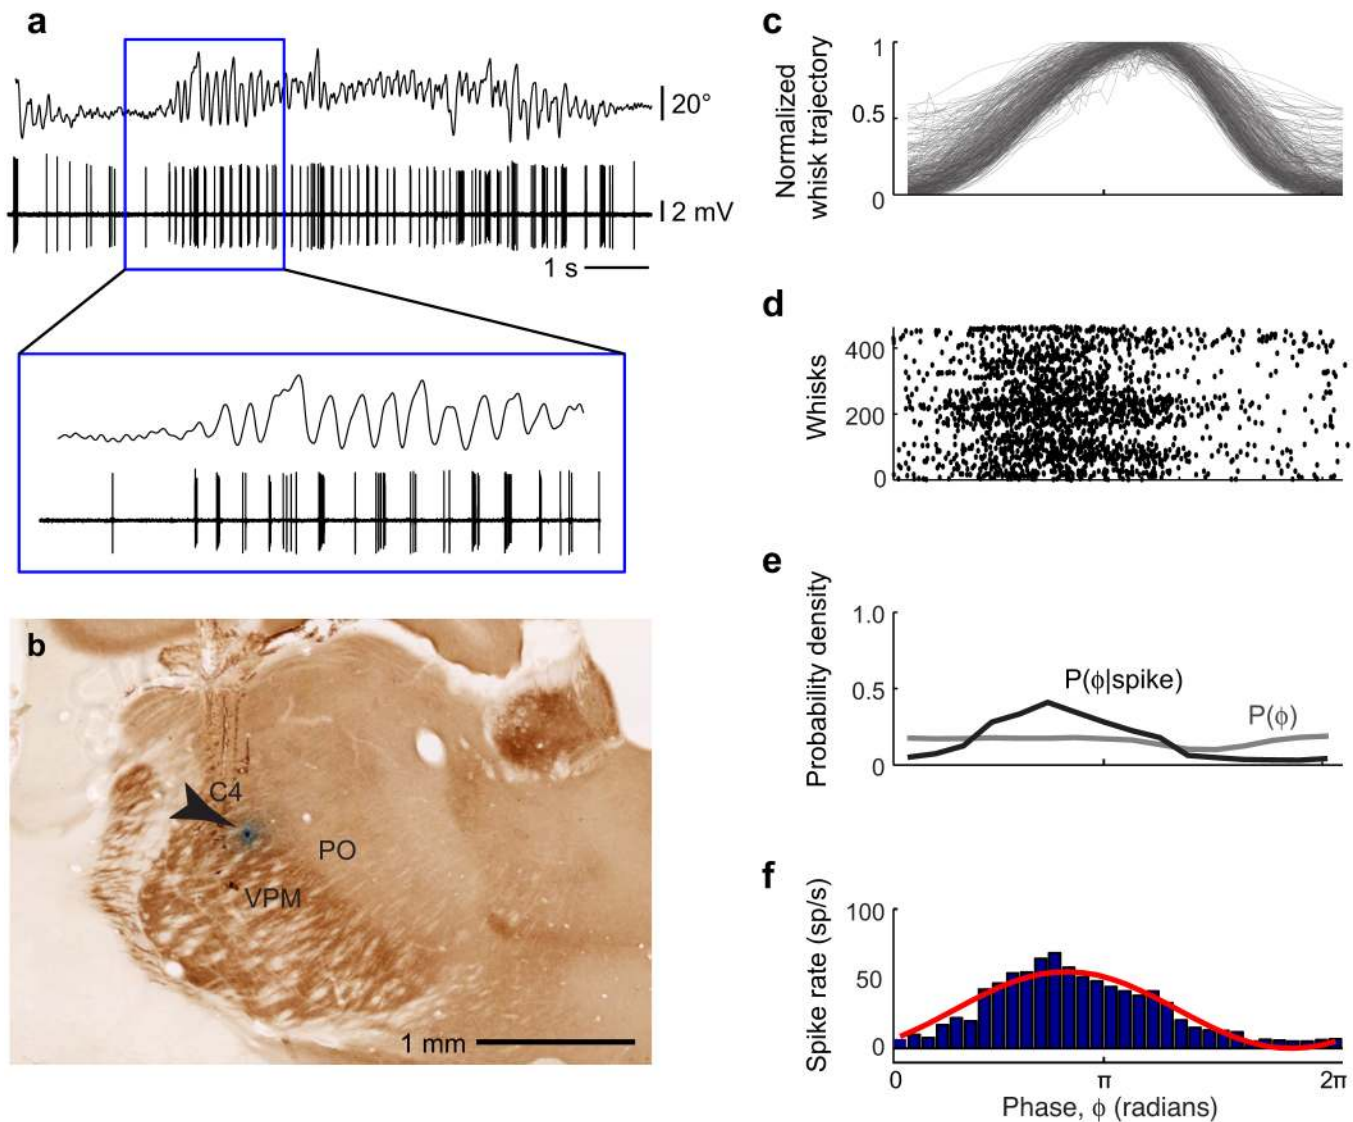 a
20°
2 mV
1 s
b
C4
PO
VPM
1 mm
c
Normalized
whisk trajectory
1
0.5
0
d
Whisks
400
200
0
e
Probability density
1.0
0.5
0
P(ϕ|spike)
P(ϕ)
f
Spike rate (sp/s)
100
50
0
0 π 2π
Phase, ϕ (radians)